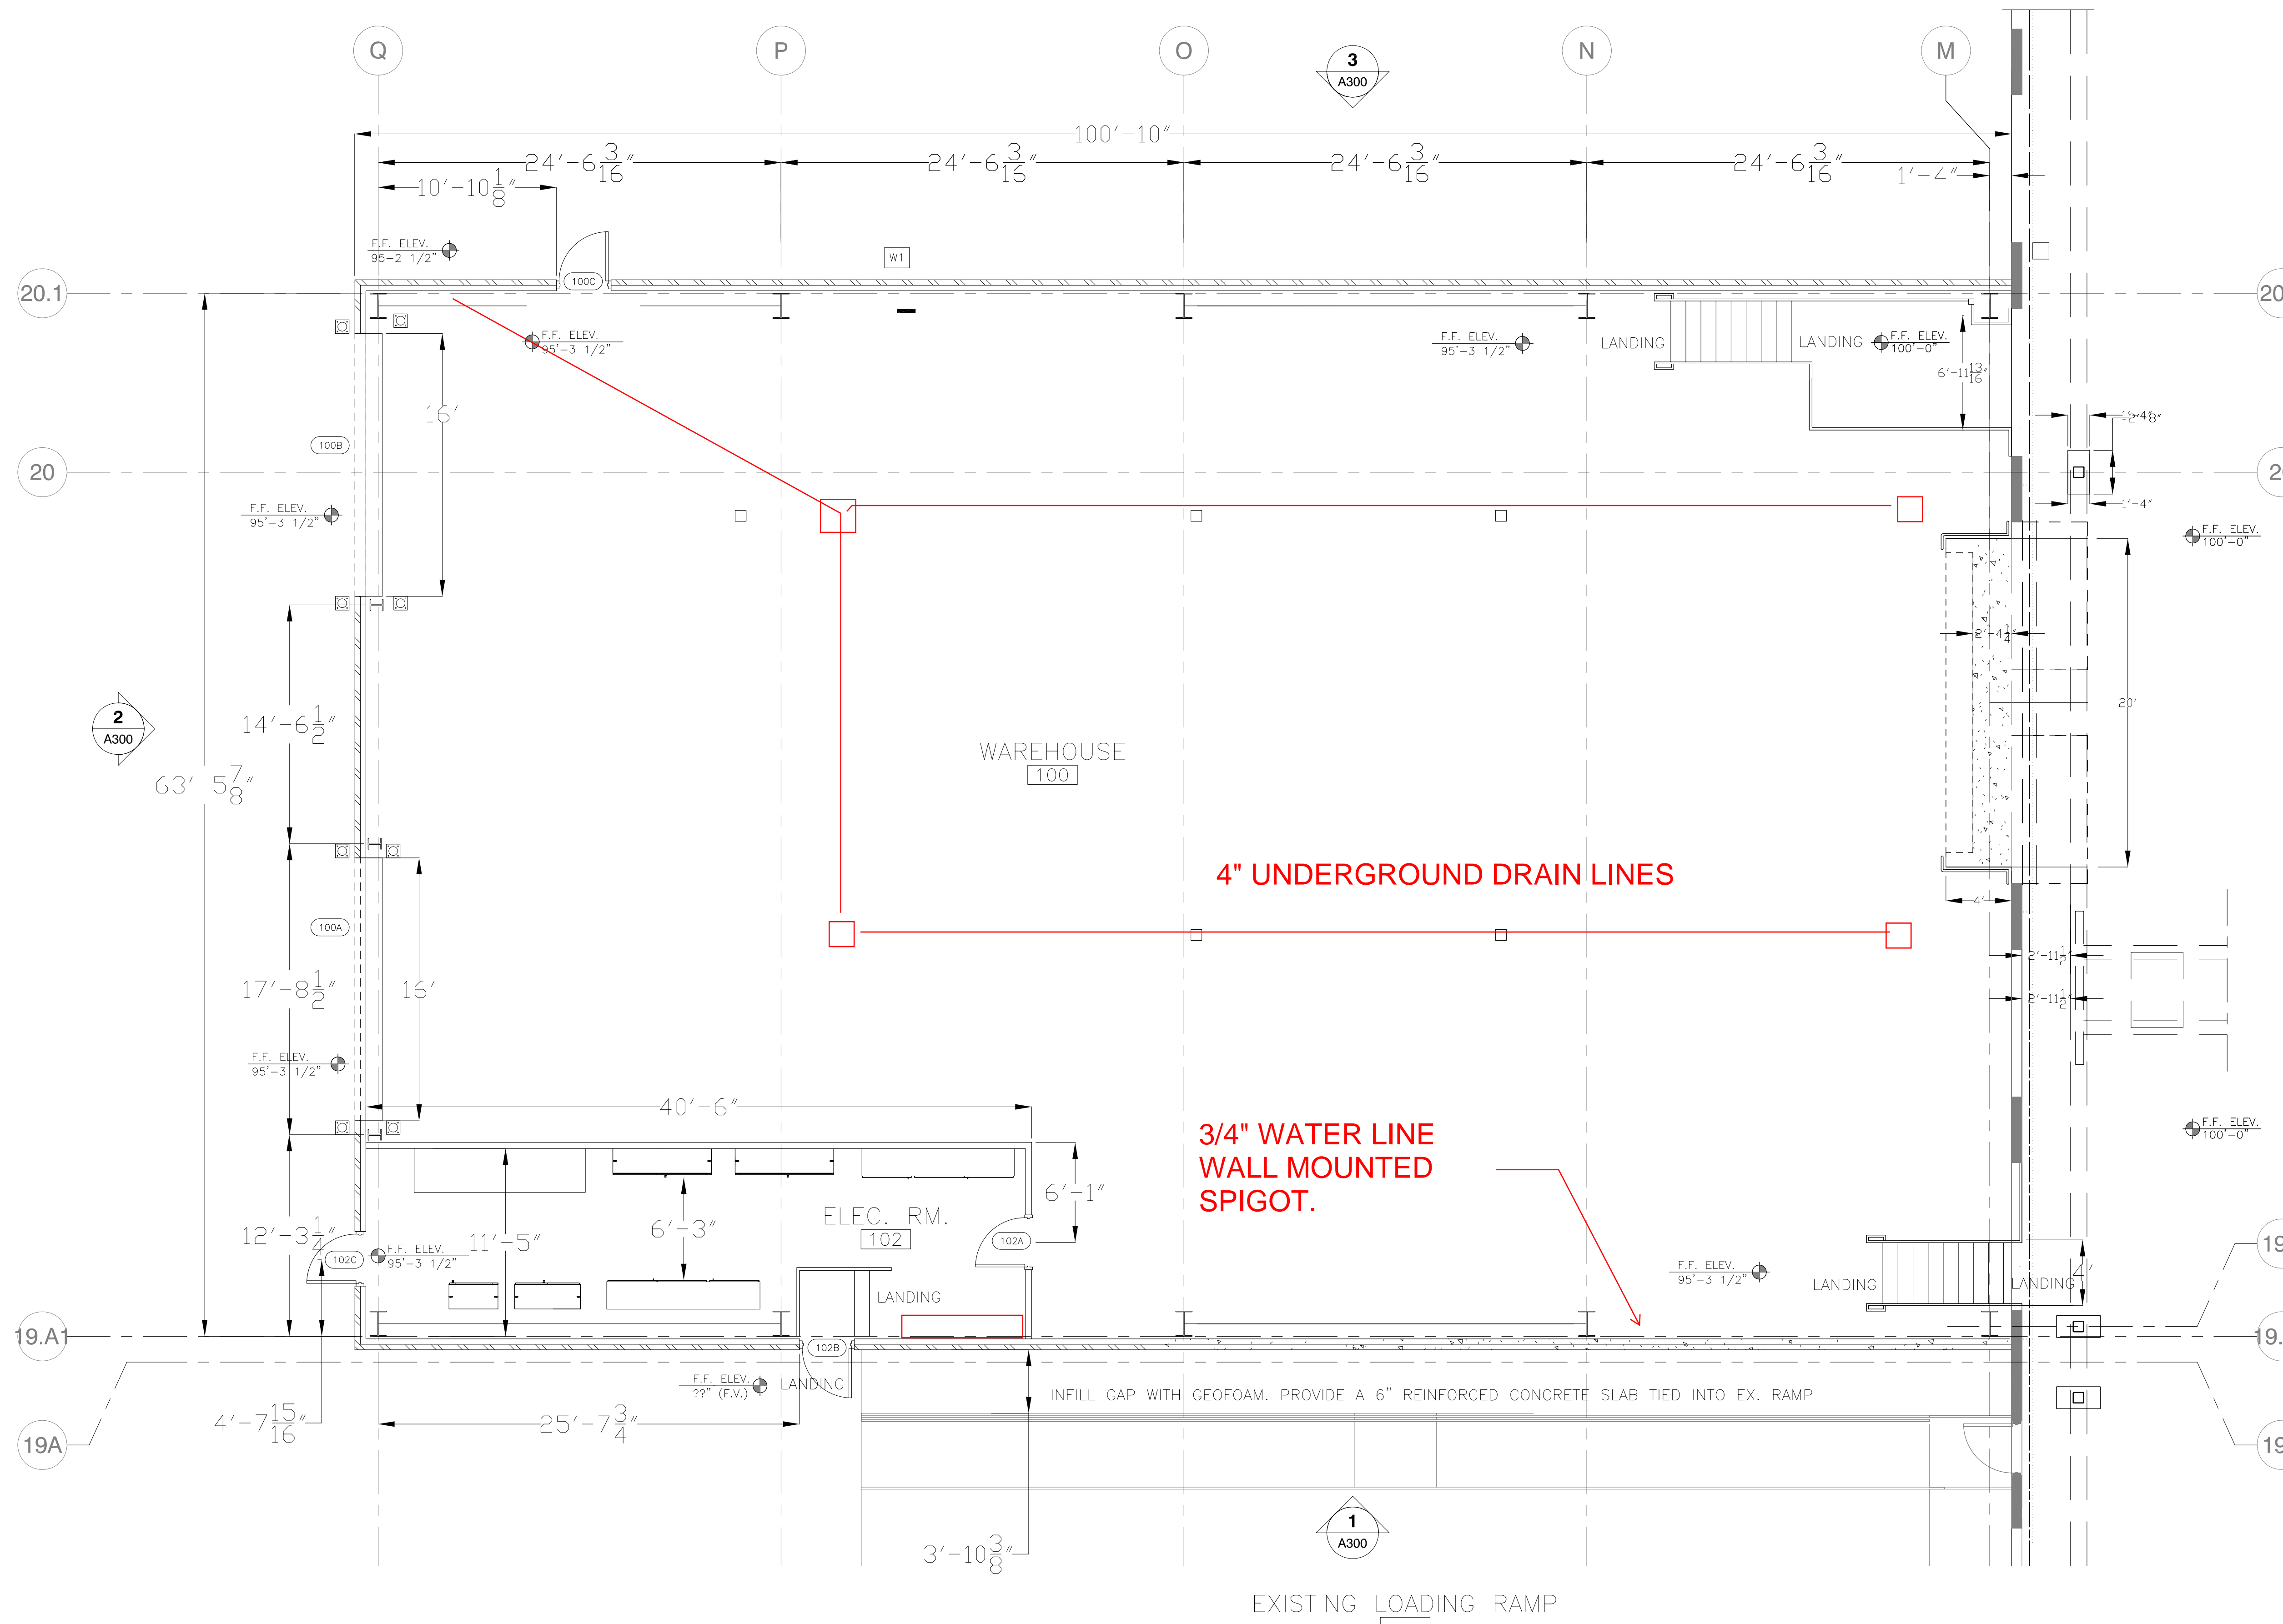 Q
P
O
N
M
3
A300
100'-10"
24'-6 3/16"
24'-6 3/16"
24'-6 3/16"
24'-6 3/16"
1'-4"
10'-10 1/8"
F.F. ELEV.
95-2 1/2"
W1
100C
20.1
20
F.F. ELEV.
95'-3 1/2"
F.F. ELEV.
95'-3 1/2"
LANDING
LANDING
F.F. ELEV.
100'-0"
6'-11 13/16"
16'
1'-4"
2'-8"
100B
20
F.F. ELEV.
95'-3 1/2"
1'-4"
F.F. ELEV.
100'-0"
2'-4 1/4"
14'-6 1/2"
20'
2
A300
WAREHOUSE
100
63'-5 7/8"
4" UNDERGROUND DRAIN LINES
4'
100A
2'-11 1/2"
17'-8 1/2"
16'
2'-11 1/2"
F.F. ELEV.
95'-3 1/2"
40'-6"
F.F. ELEV.
100'-0"
3/4" WATER LINE
WALL MOUNTED
SPIGOT.
6'-1"
ELEC. RM.
102
6'-3"
12'-3 1/4"
11'-5"
102A
102C
F.F. ELEV.
95'-3 1/2"
19
F.F. ELEV.
95'-3 1/2"
LANDING
LANDING
4'
LANDING
19.A1
19.
102B
F.F. ELEV.
??" (F.V.)
LANDING
INFILL GAP WITH GEOFOAM. PROVIDE A 6" REINFORCED CONCRETE SLAB TIED INTO EX. RAMP
4'-7 15/16"
25'-7 3/4"
19A
19
1
A300
3'-10 3/8"
EXISTING LOADING RAMP